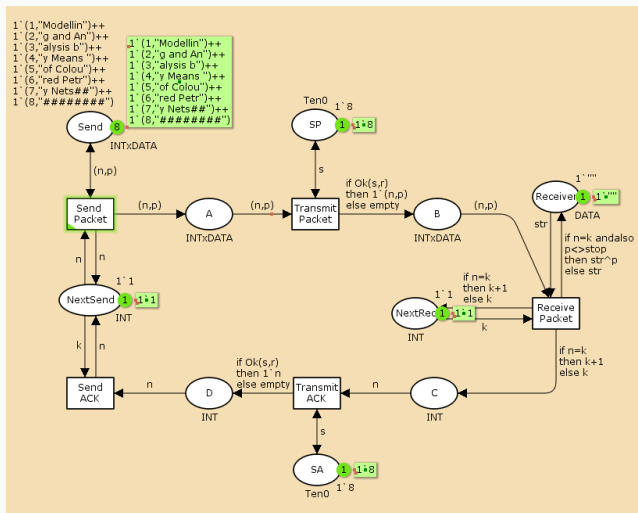 1`(1,"Modellin")++
1`(2,"g and An")++
1`(3,"alysis b")++
1`(4,"y Means ")++
1`(5,"of Colou")++
1`(6,"red Petr")++
1`(7,"y Nets##")++
1`(8,"########")
1`(1,"Modellin")++
1`(2,"g and An")++
1`(3,"alysis b")++
1`(4,"y Means ")++
1`(5,"of Colou")++
1`(6,"red Petr")++
1`(7,"y Nets##")++
1`(8,"########")
Send
8
INTxDATA
Ten0
1`8
SP
1
1`8
1`""
Receiver
1
1`""
DATA
(n,p)
s
Send
Packet
(n,p)
A
INTxDATA
(n,p)
Transmit
Packet
if Ok(s,r)
then 1`(n,p)
else empty
B
INTxDATA
(n,p)
str
if n=k andalso
p<>stop
then str^p
else str
n
n
1`1
NextSend
1
1`1
INT
if n=k
then k+1
else k
1`1
NextRec
1
1`1
INT
k
Receive
Packet
k
n
Send
ACK
n
D
INT
if Ok(s,r)
then 1`n
else empty
Transmit
ACK
n
C
INT
if n=k
then k+1
else k
s
SA
1
1`8
Ten0
1`8